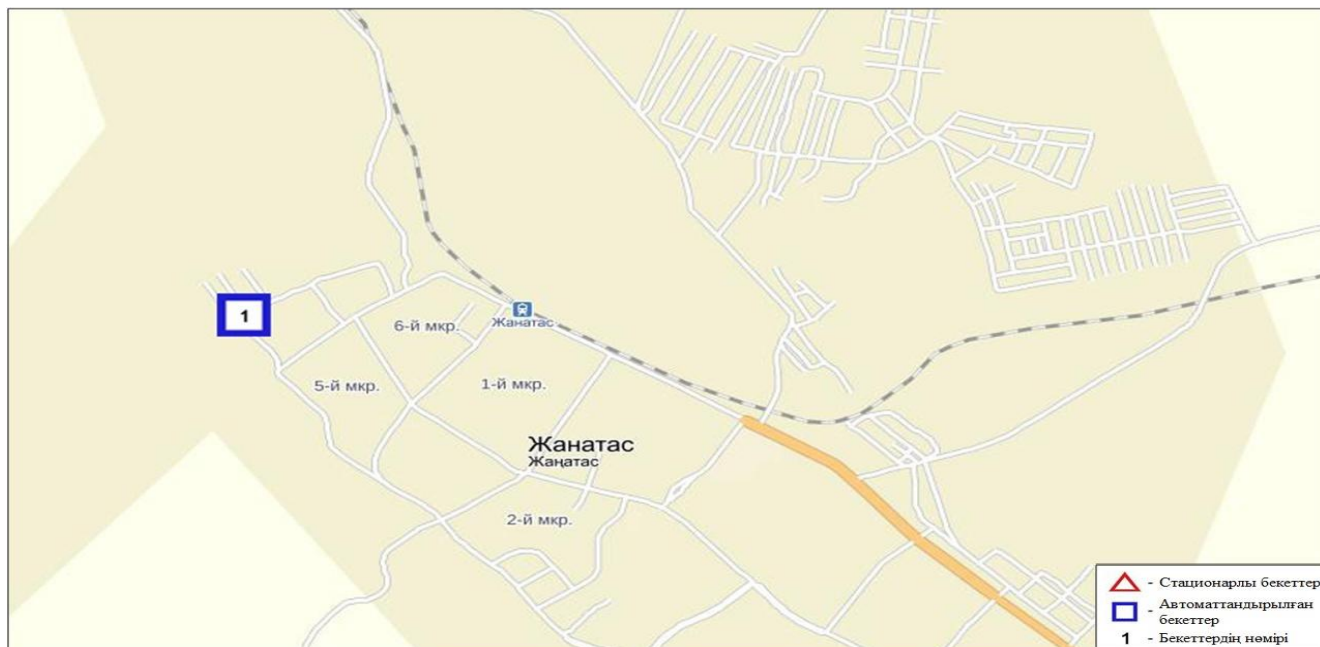 1
6-й мкр.
Жанатас
5-й мкр.
1-й мкр.
Жанатас
Жаңатас
2-й мкр.
- Стационарлы бекеттер
- Автоматтандырылған
бекеттер
1 - Бекеттердің нөмірі